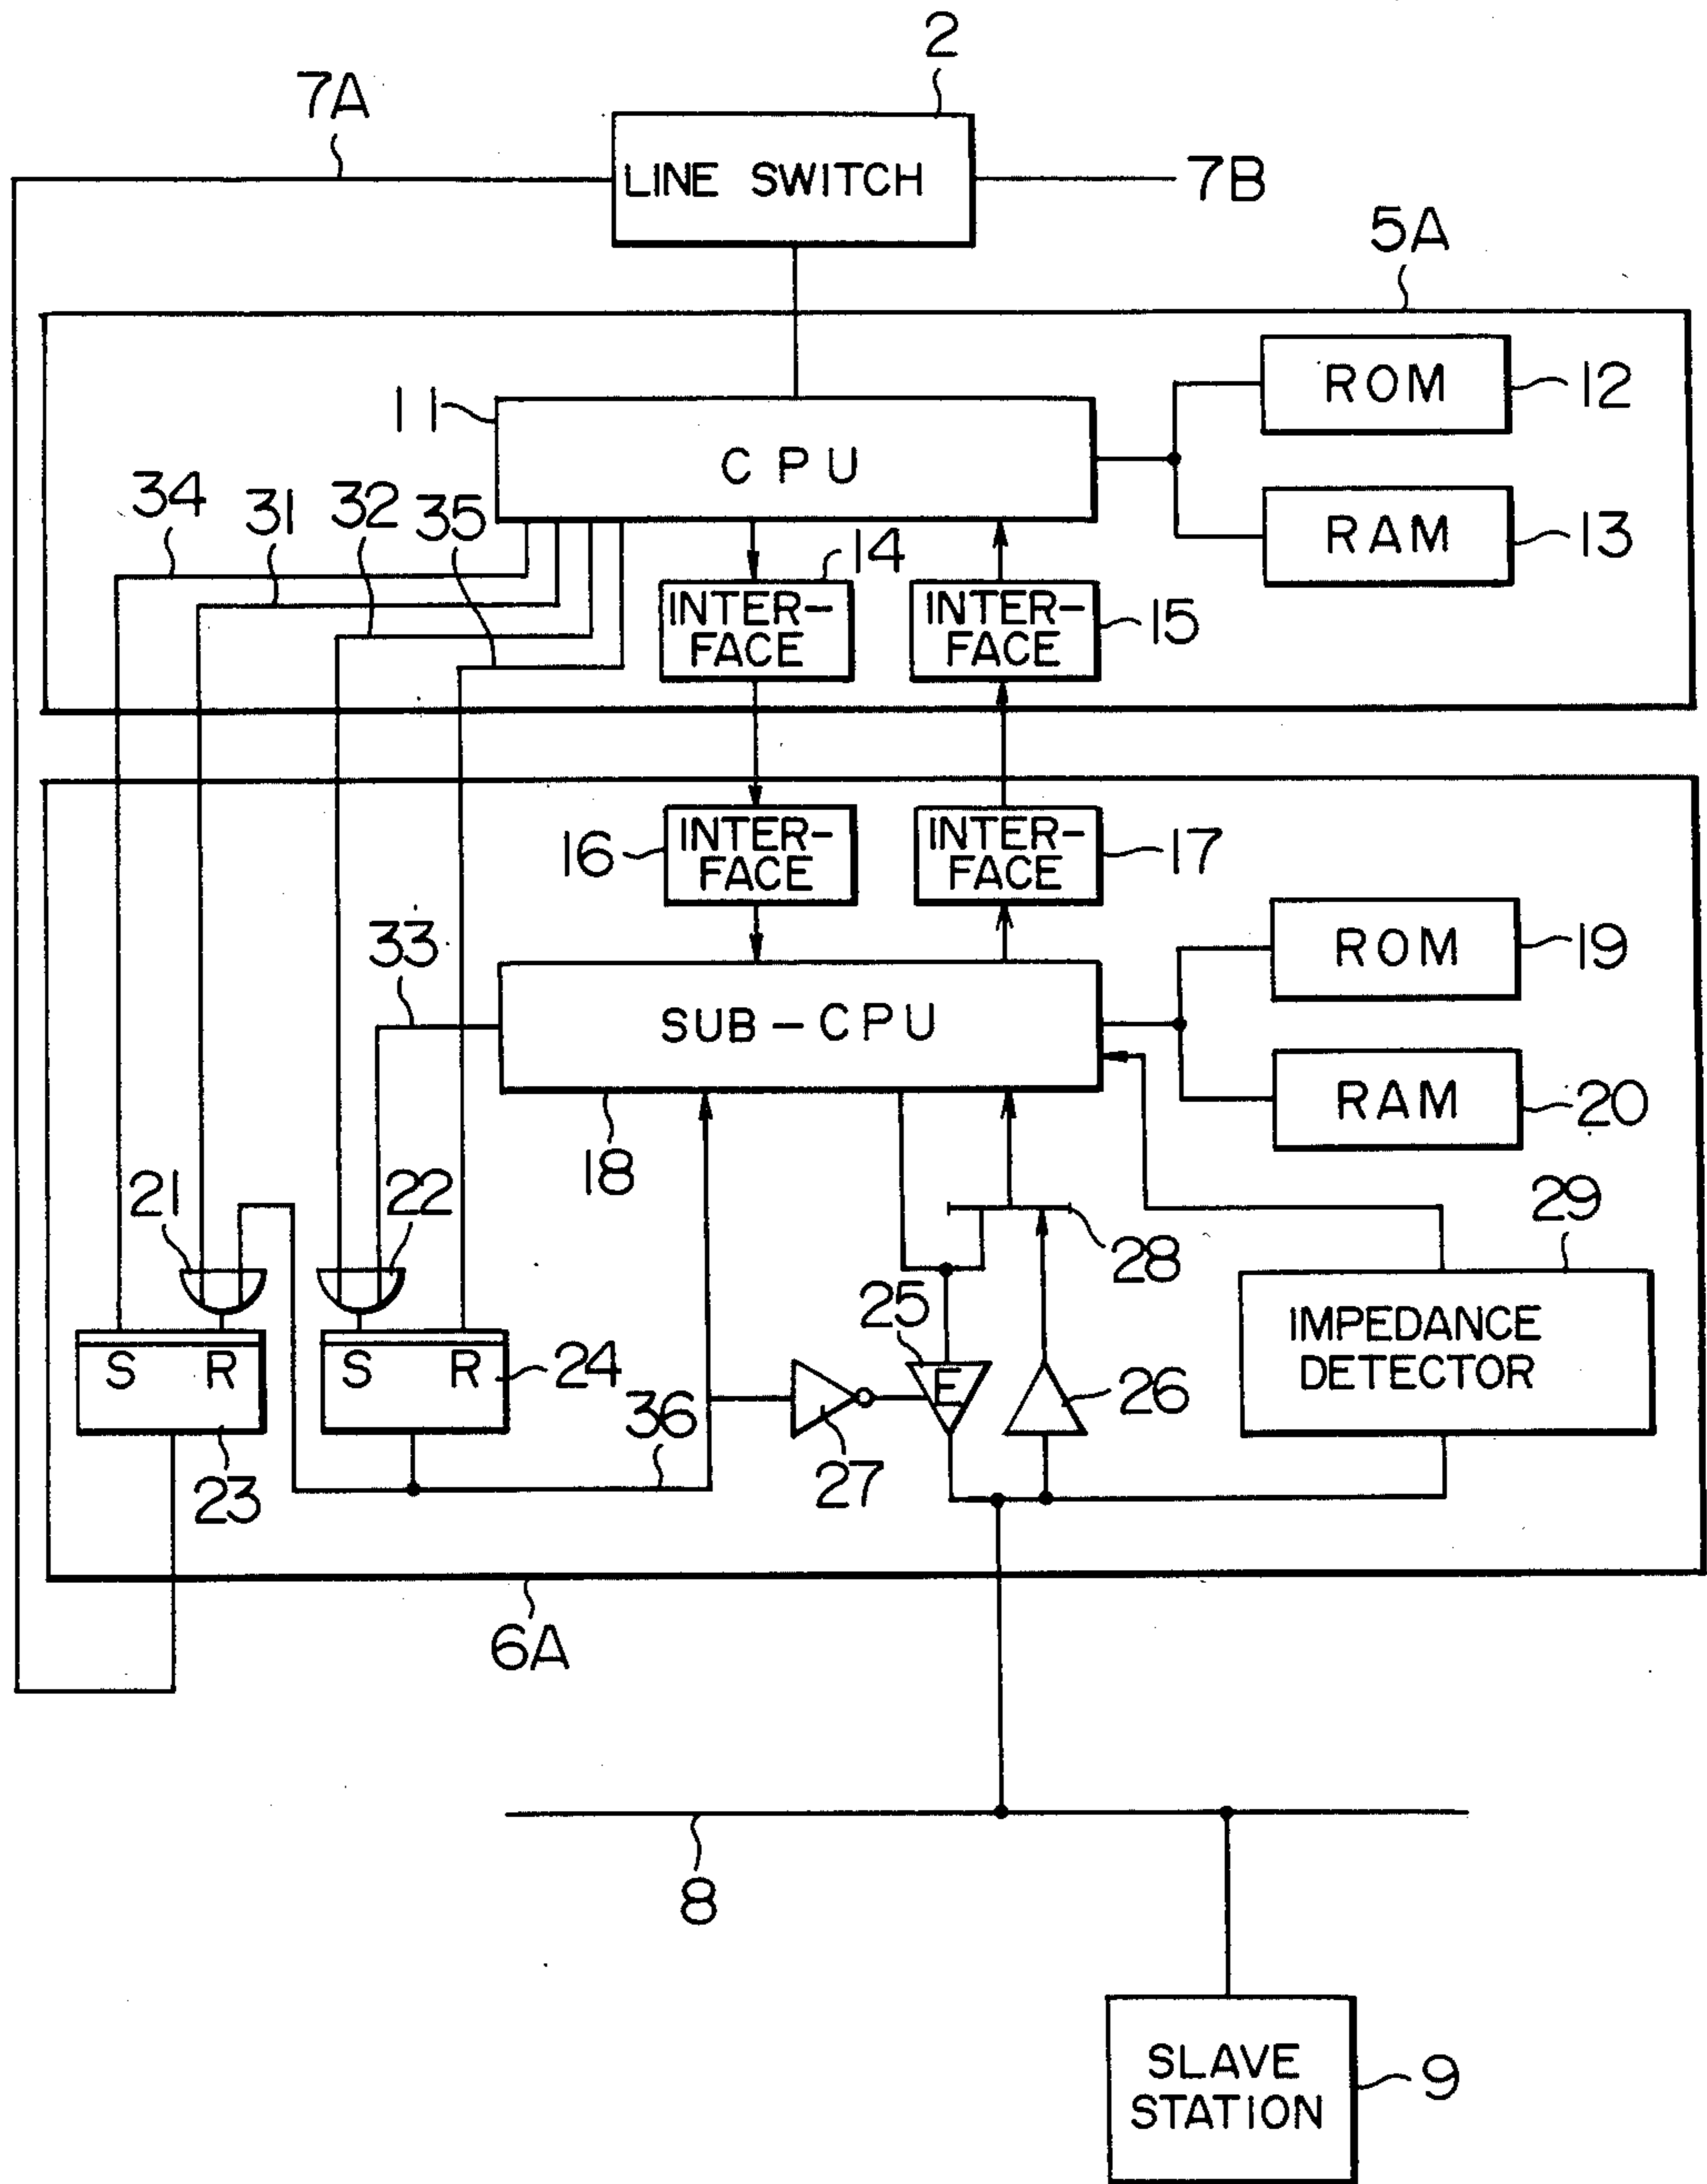 2
7A
LINE SWITCH
7B
5A
11
CPU
ROM
12
34
31
32
35
RAM
13
14
INTER-
FACE
INTER-
FACE
15
16
INTER-
FACE
INTER-
FACE
17
33
ROM
19
SUB-CPU
RAM
20
18
21
22
28
29
25
IMPEDANCE
DETECTOR
S
R
S
R
24
E
26
36
27
23
6A
8
SLAVE
STATION
9